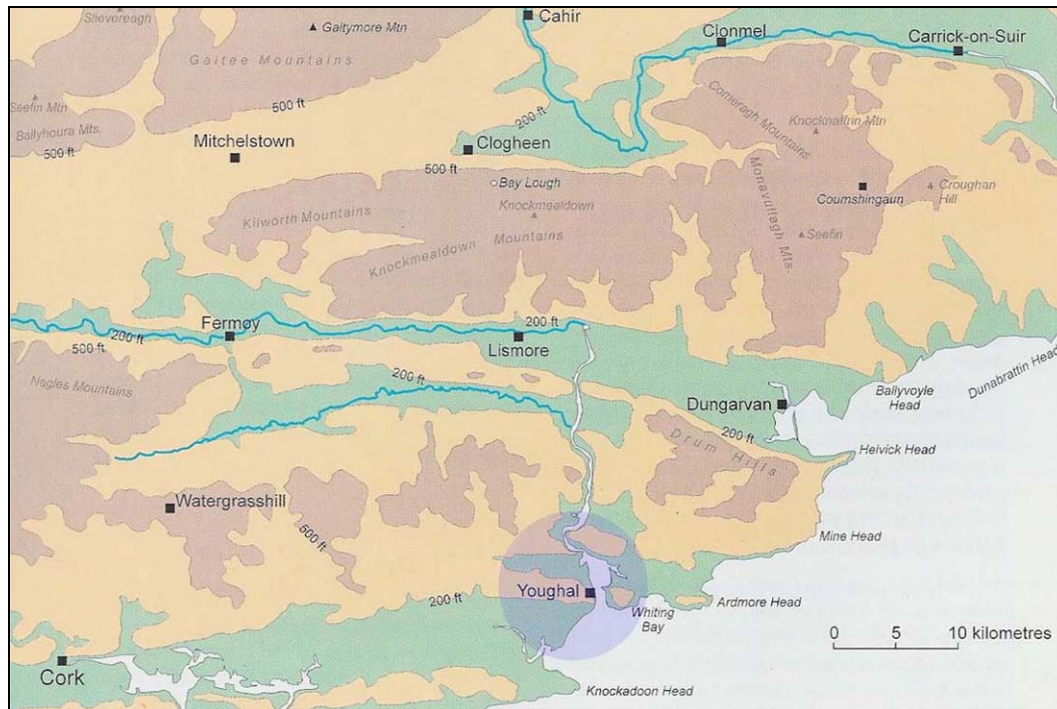 Slievereagh
Galtymore Mtn
Cahir
Clonmel
Carrick-on-Suir
Galtee Mountains
Seefin Mtn
Ballyhoura Mts.
500 ft
500 ft
200 ft
Comeragh Mountains
Knockmalfrin Mtn
Mitchelstown
Clogheen
500 ft
Bay Lough
Monavullagh Mts.
Coumshingaun
Croughan
Hill
Kilworth Mountains
Knockmealdown
Knockmealdown Mountains
Seefin
Fermoy
200 ft
500 ft
Lismore
200 ft
Nagles Mountains
200 ft
Dungarvan
Ballyvoyle
Head
Dunabrattin Head
200 ft
Drum Hills
Helvick Head
Watergrasshill
500 ft
Mine Head
Youghal
200 ft
Whiting
Bay
Ardmore Head
0 5 10 kilometres
Cork
Knockadoon Head